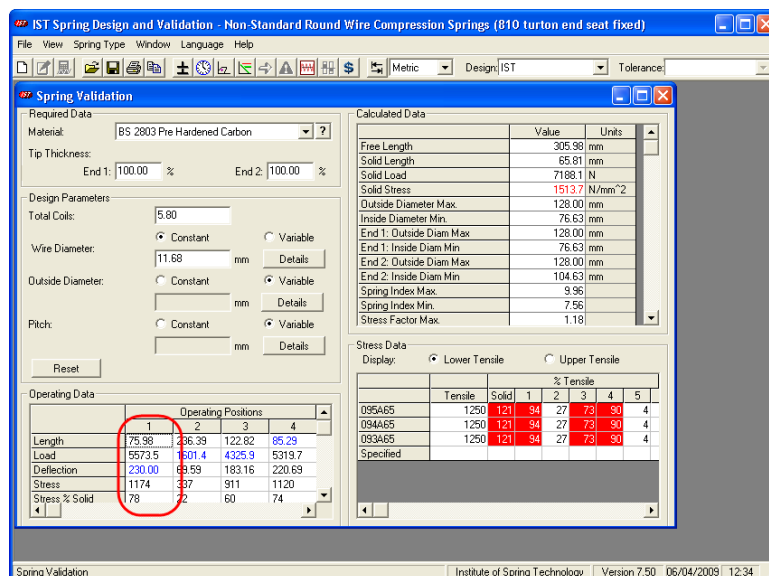 IST Spring Design and Validation - Non-Standard Round Wire Compression Springs (810 turton end seat fixed)
File View Spring Type Window Language Help
Metric Design: IST Tolerance:
Spring Validation
Required Data
Material: BS 2803 Pre Hardened Carbon ?
Tip Thickness:
End 1: 100.00 % End 2: 100.00 %
Design Parameters
Total Coils: 5.80
Constant Variable
Wire Diameter: 11.68 mm Details
Outside Diameter: Constant Variable
mm Details
Pitch: Constant Variable
mm Details
Reset
Operating Data
Operating Positions
1 2 3 4
Length 75.98 236.39 122.82 85.29
Load 5573.5 1601.4 4325.9 5319.7
Deflection 230.00 69.59 183.16 220.69
Stress 1174 337 911 1120
Stress % Solid 78 22 60 74
Calculated Data
Value Units
Free Length 305.98 mm
Solid Length 65.81 mm
Solid Load 7188.1 N
Solid Stress 1513.7 N/mm^2
Outside Diameter Max. 128.00 mm
Inside Diameter Min. 76.63 mm
End 1: Outside Diam Max 128.00 mm
End 1: Inside Diam Min 76.63 mm
End 2: Outside Diam Max 128.00 mm
End 2: Inside Diam Min 104.63 mm
Spring Index Max. 9.96
Spring Index Min. 7.56
Stress Factor Max. 1.18
Stress Data
Display: Lower Tensile Upper Tensile
% Tensile
Tensile Solid 1 2 3 4 5
095A65 1250 121 94 27 73 90 4
094A65 1250 121 94 27 73 90 4
093A65 1250 121 94 27 73 90 4
Specified
Spring Validation Institute of Spring Technology Version 7.50 06/04/2009 12:34